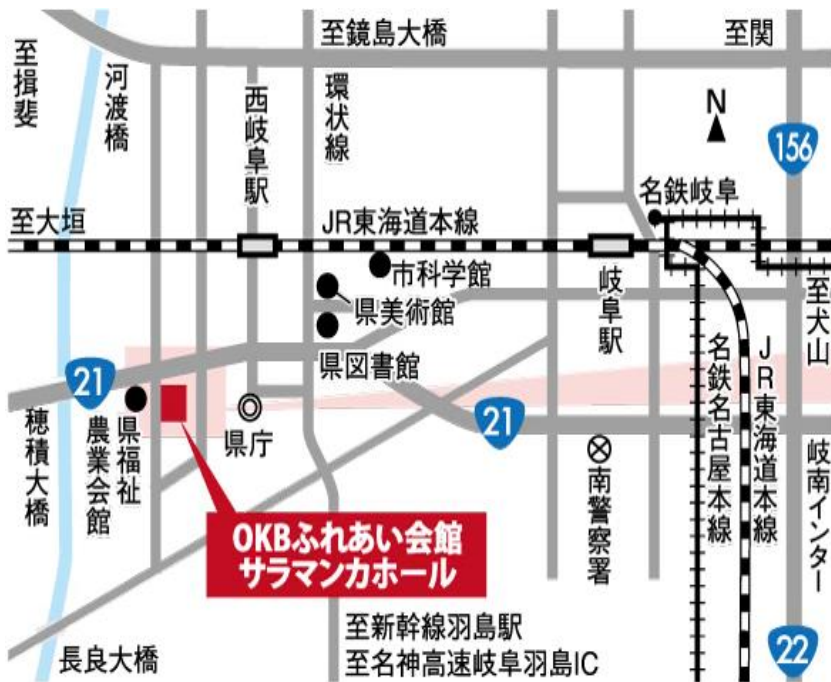 至鏡島大橋
至関
至揖斐
河渡橋
西岐阜駅
環状線
N
156
名鉄岐阜
至大垣
JR東海道本線
市科学館
県美術館
岐阜駅
至犬山
県図書館
21
県福祉
農業会館
県庁
21
穂積大橋
南警察署
名鉄名古屋本線
JR東海道本線
岐南インター
OKBふれあい会館
サラマンカホール
長良大橋
至新幹線羽島駅
至名神高速岐阜羽島IC
22